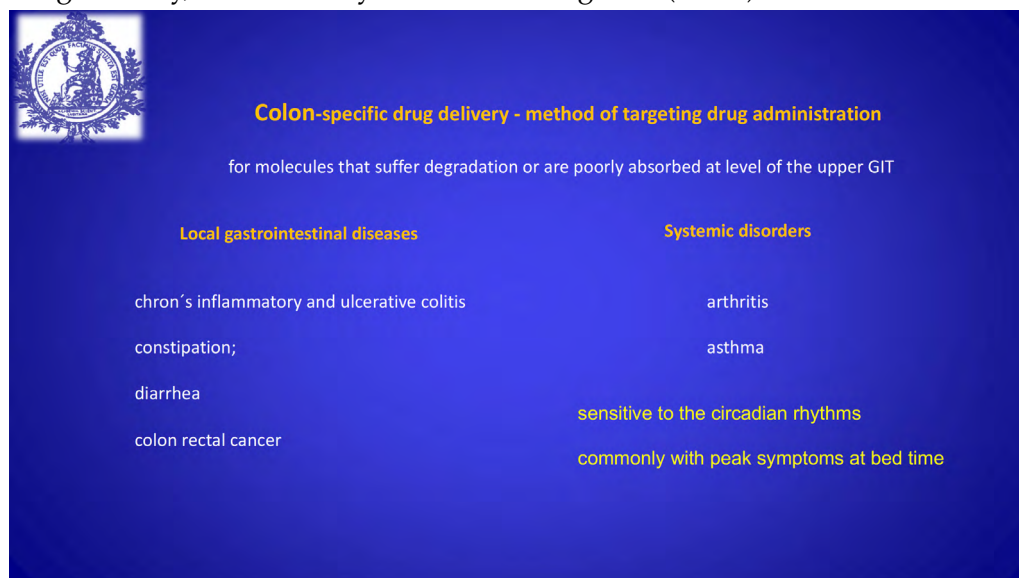 Colon-specific drug delivery - method of targeting drug administration
for molecules that suffer degradation or are poorly absorbed at level of the upper GIT
Local gastrointestinal diseases
chron´s inflammatory and ulcerative colitis
constipation;
diarrhea
colon rectal cancer
Systemic disorders
arthritis
asthma
sensitive to the circadian rhythms
commonly with peak symptoms at bed time